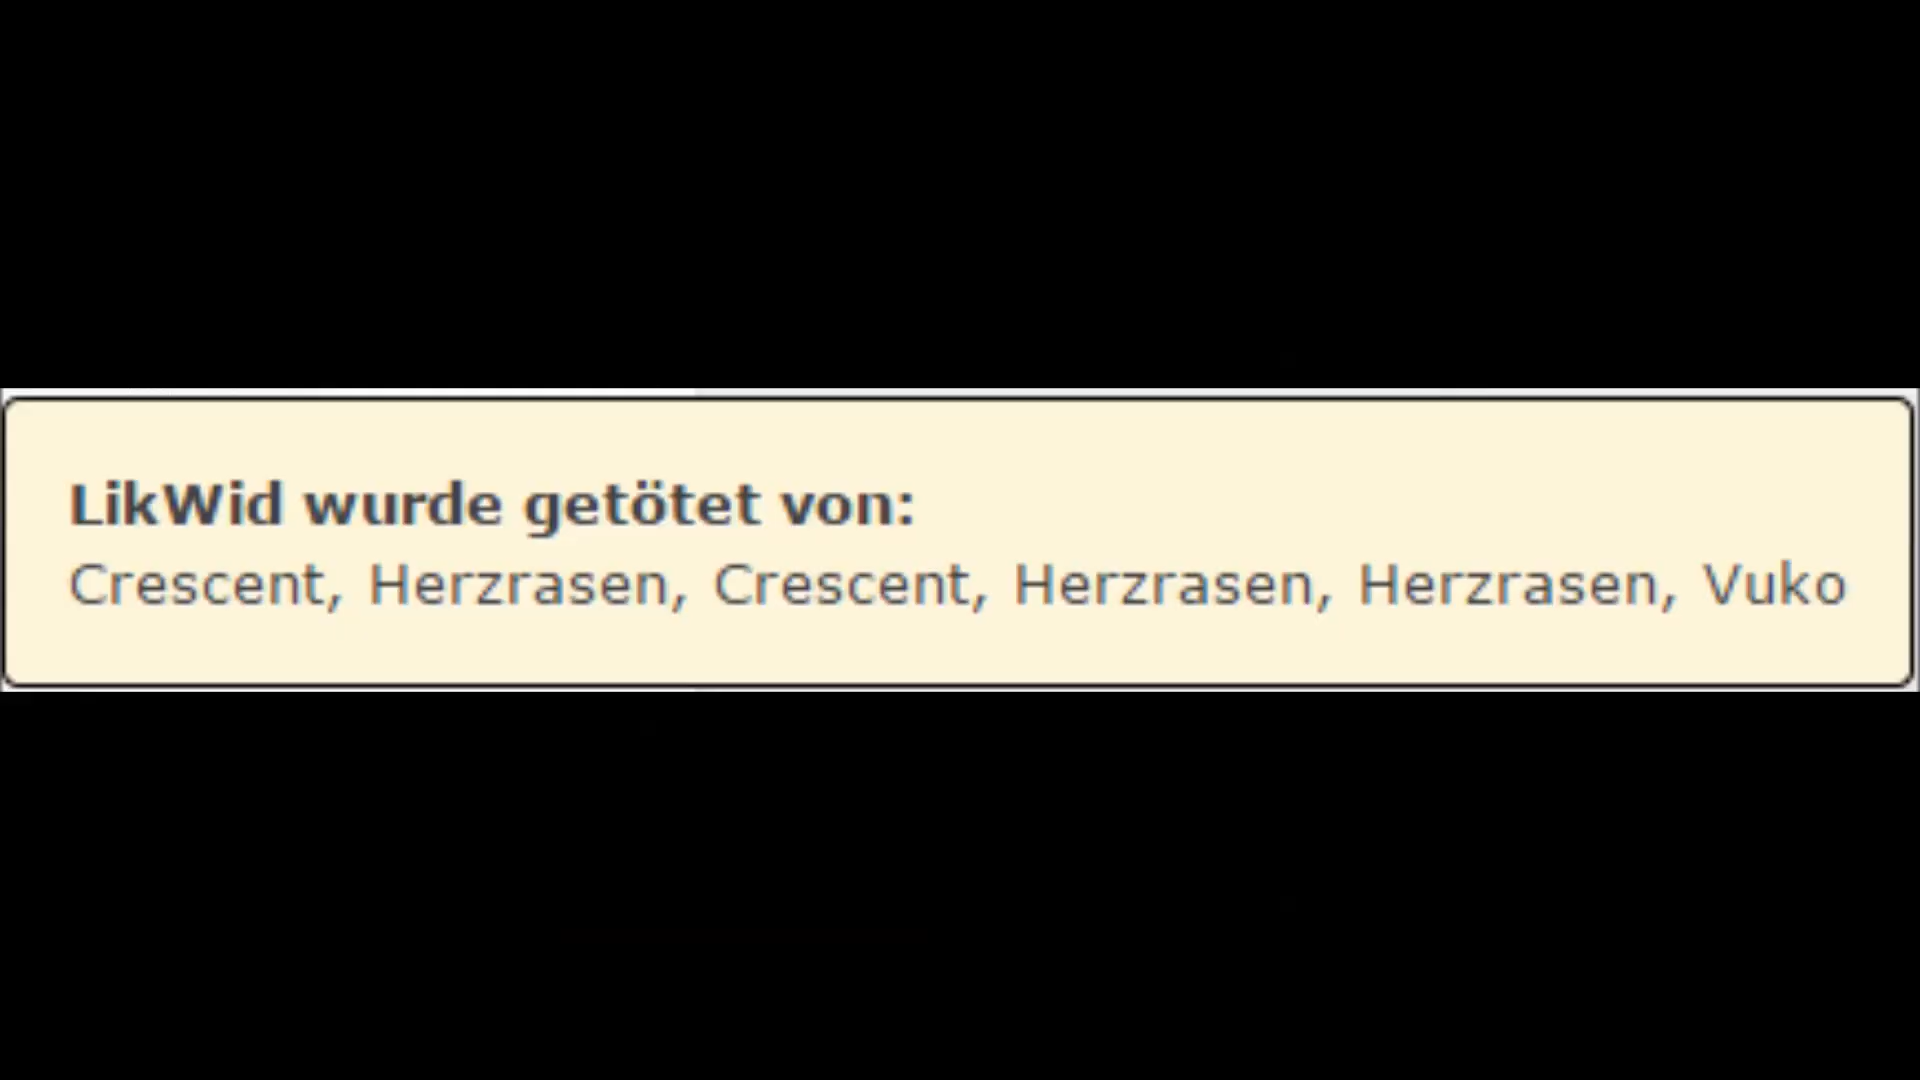 LikWid wurde getötet von:
Crescent, Herzrasen, Crescent, Herzrasen, Herzrasen, Vuko